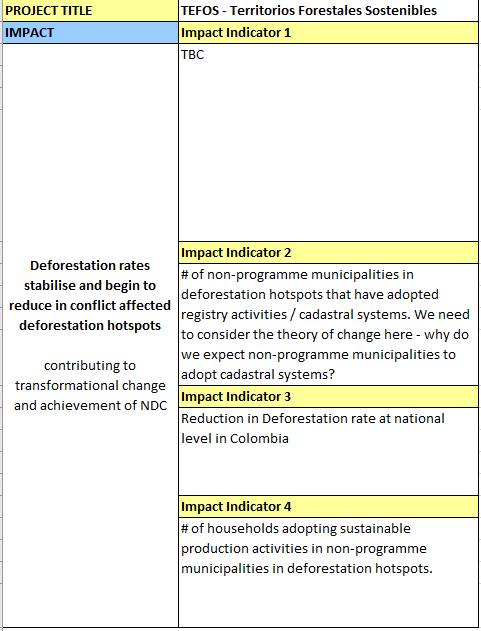 PROJECT TITLE
TEFOS - Territorios Forestales Sostenibles
IMPACT
Impact Indicator 1
TBC
Deforestation rates
stabilise and begin to
reduce in conflict affected
deforestation hotspots
contributing to
transformational change
and achievement of NDC
Impact Indicator 2
# of non-programme municipalities in
deforestation hotspots that have adopted
registry activities / cadastral systems. We need
to consider the theory of change here - why do
we expect non-programme municipalities to
adopt cadastral systems?
Impact Indicator 3
Reduction in Deforestation rate at national
level in Colombia
Impact Indicator 4
# of households adopting sustainable
production activities in non-programme
municipalities in deforestation hotspots.